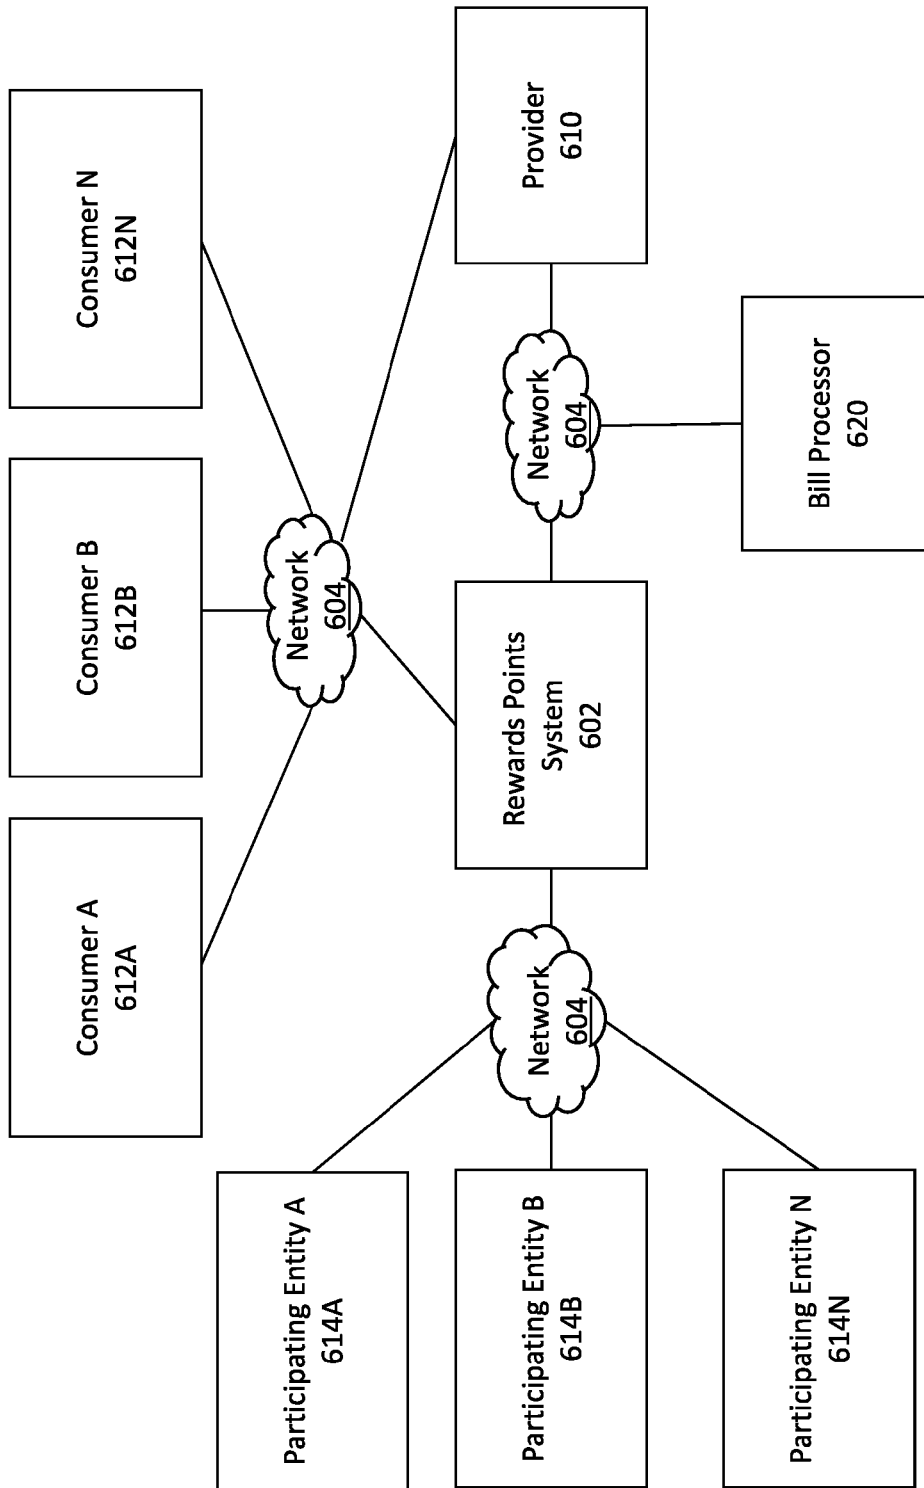 Consumer A
612A
Consumer B
612B
Consumer N
612N
Network
604
Participating Entity A
614A
Participating Entity B
614B
Participating Entity N
614N
Network
604
Rewards Points
System
602
Network
604
Provider
610
Bill Processor
620